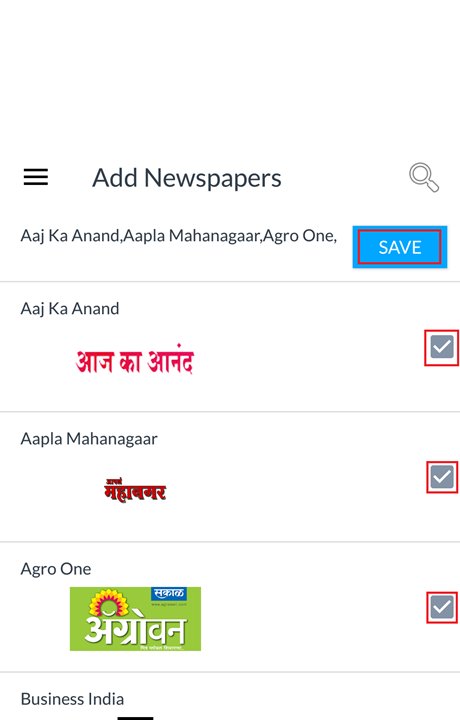 Add Newspapers
Aaj Ka Anand,Aapla Mahanagaar,Agro One,
SAVE
Aaj Ka Anand
आज का आनंद
Aapla Mahanagaar
आपलं
महानगर
Agro One
सकाळ
अॅग्रोवन
Business India